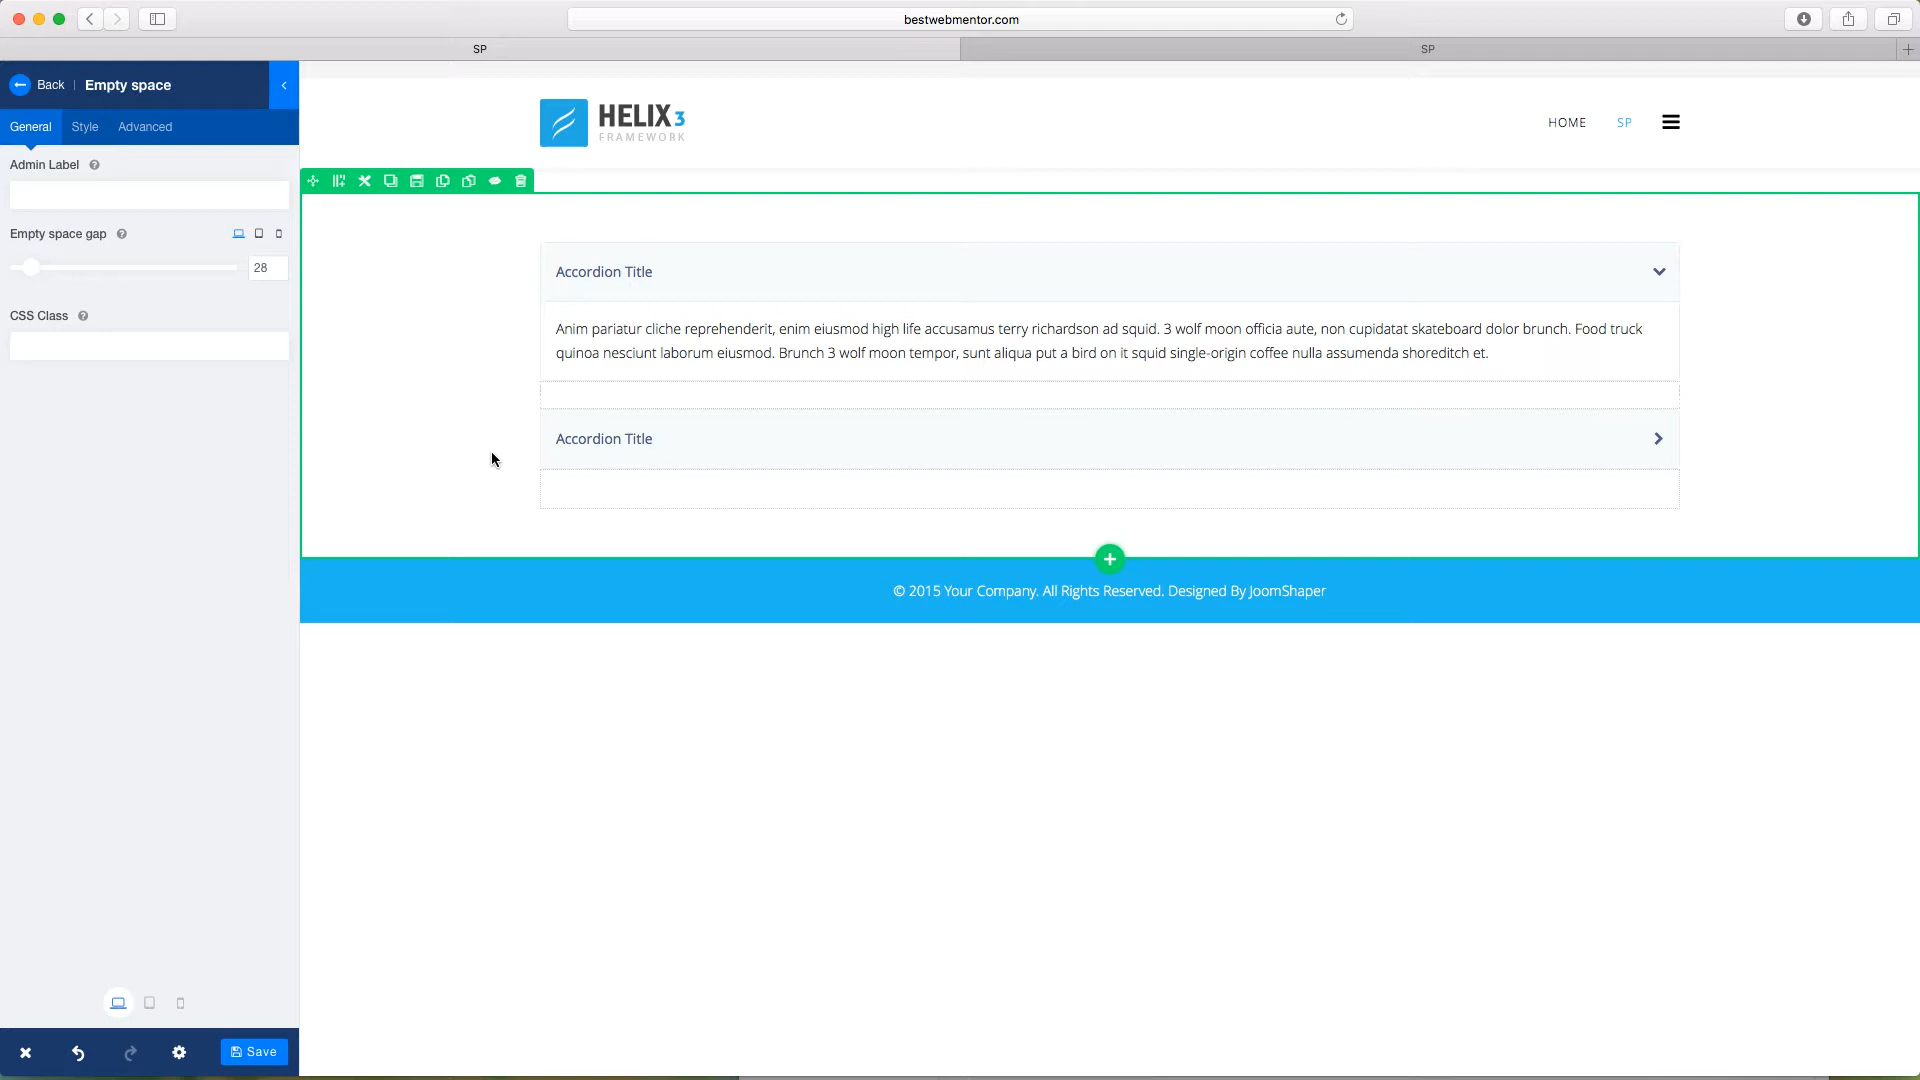 bestwebmentor.com
SP
SP
Back
Empty space
General
Style
Advanced
Admin Label
Empty space gap
28
CSS Class
HELIX3
FRAMEWORK
HOME
SP
Accordion Title
Anim pariatur cliche reprehenderit, enim eiusmod high life accusamus terry richardson ad squid. 3 wolf moon officia aute, non cupidatat skateboard dolor brunch. Food truck
quinoa nesciunt laborum eiusmod. Brunch 3 wolf moon tempor, sunt aliqua put a bird on it squid single-origin coffee nulla assumenda shoreditch et.
Accordion Title
© 2015 Your Company. All Rights Reserved. Designed By JoomShaper
Save